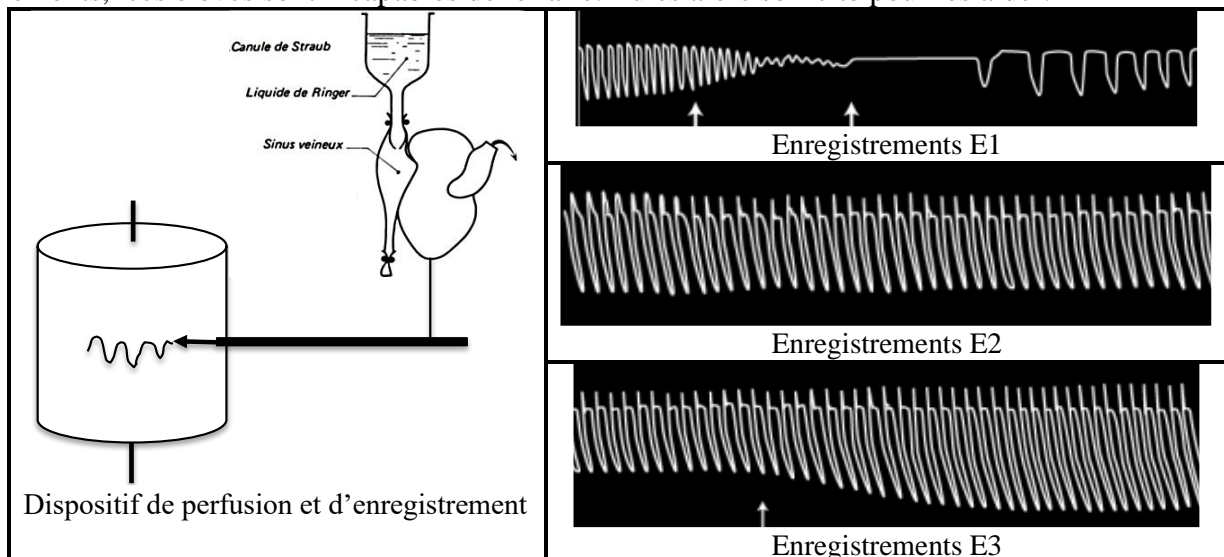 Canule de Straub
Liquide de Ringer
Sinus veineux
Dispositif de perfusion et d'enregistrement
Enregistrements E1
Enregistrements E2
Enregistrements E3